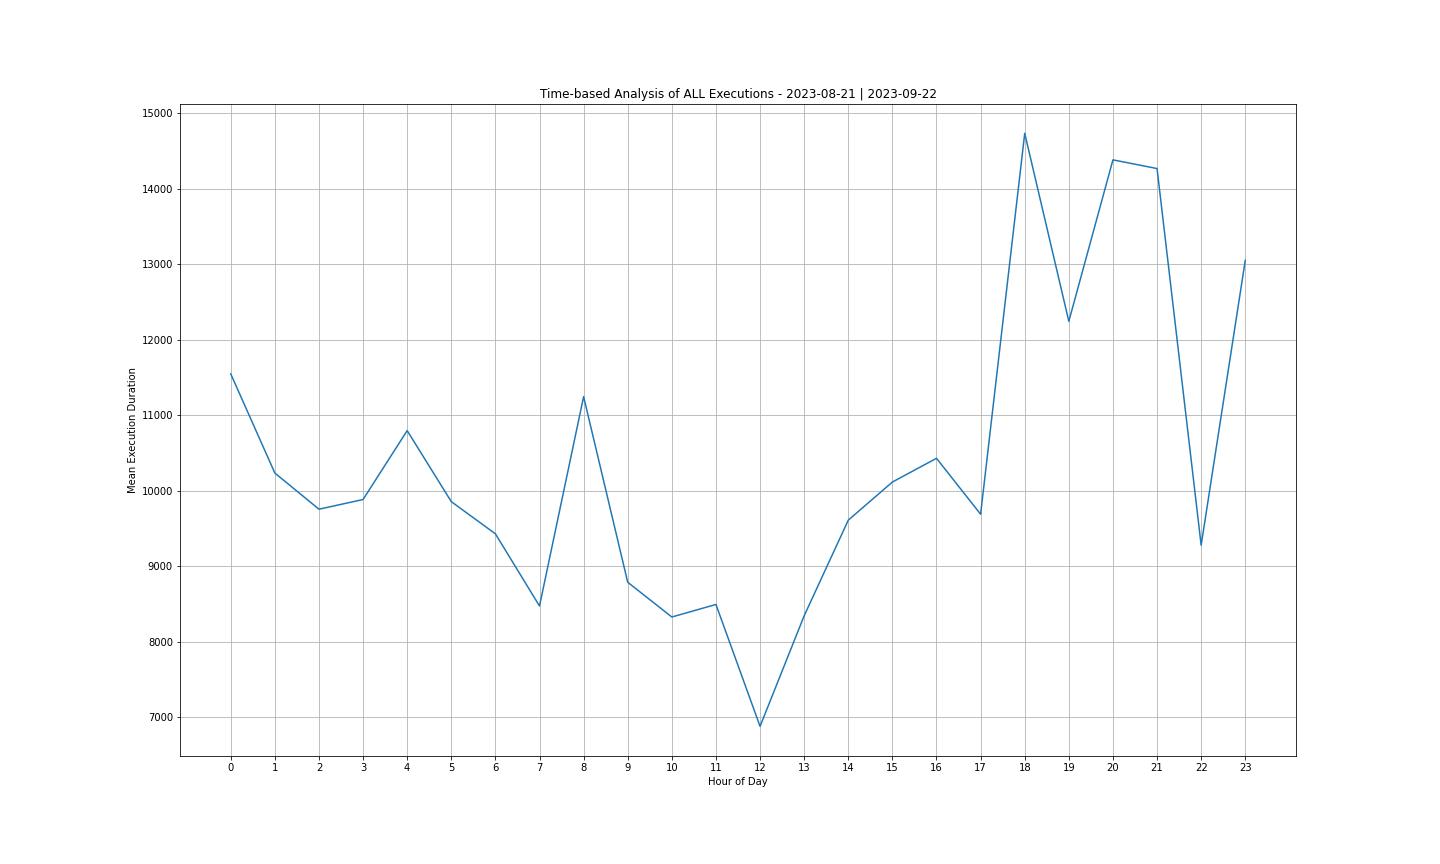 Time-based Analysis of ALL Executions - 2023-08-21 | 2023-09-22
15000
14000
13000
12000
11000
10000
9000
8000
7000
Mean Execution Duration
0 1 2 3 4 5 6 7 8 9 10 11 12 13 14 15 16 17 18 19 20 21 22 23
Hour of Day